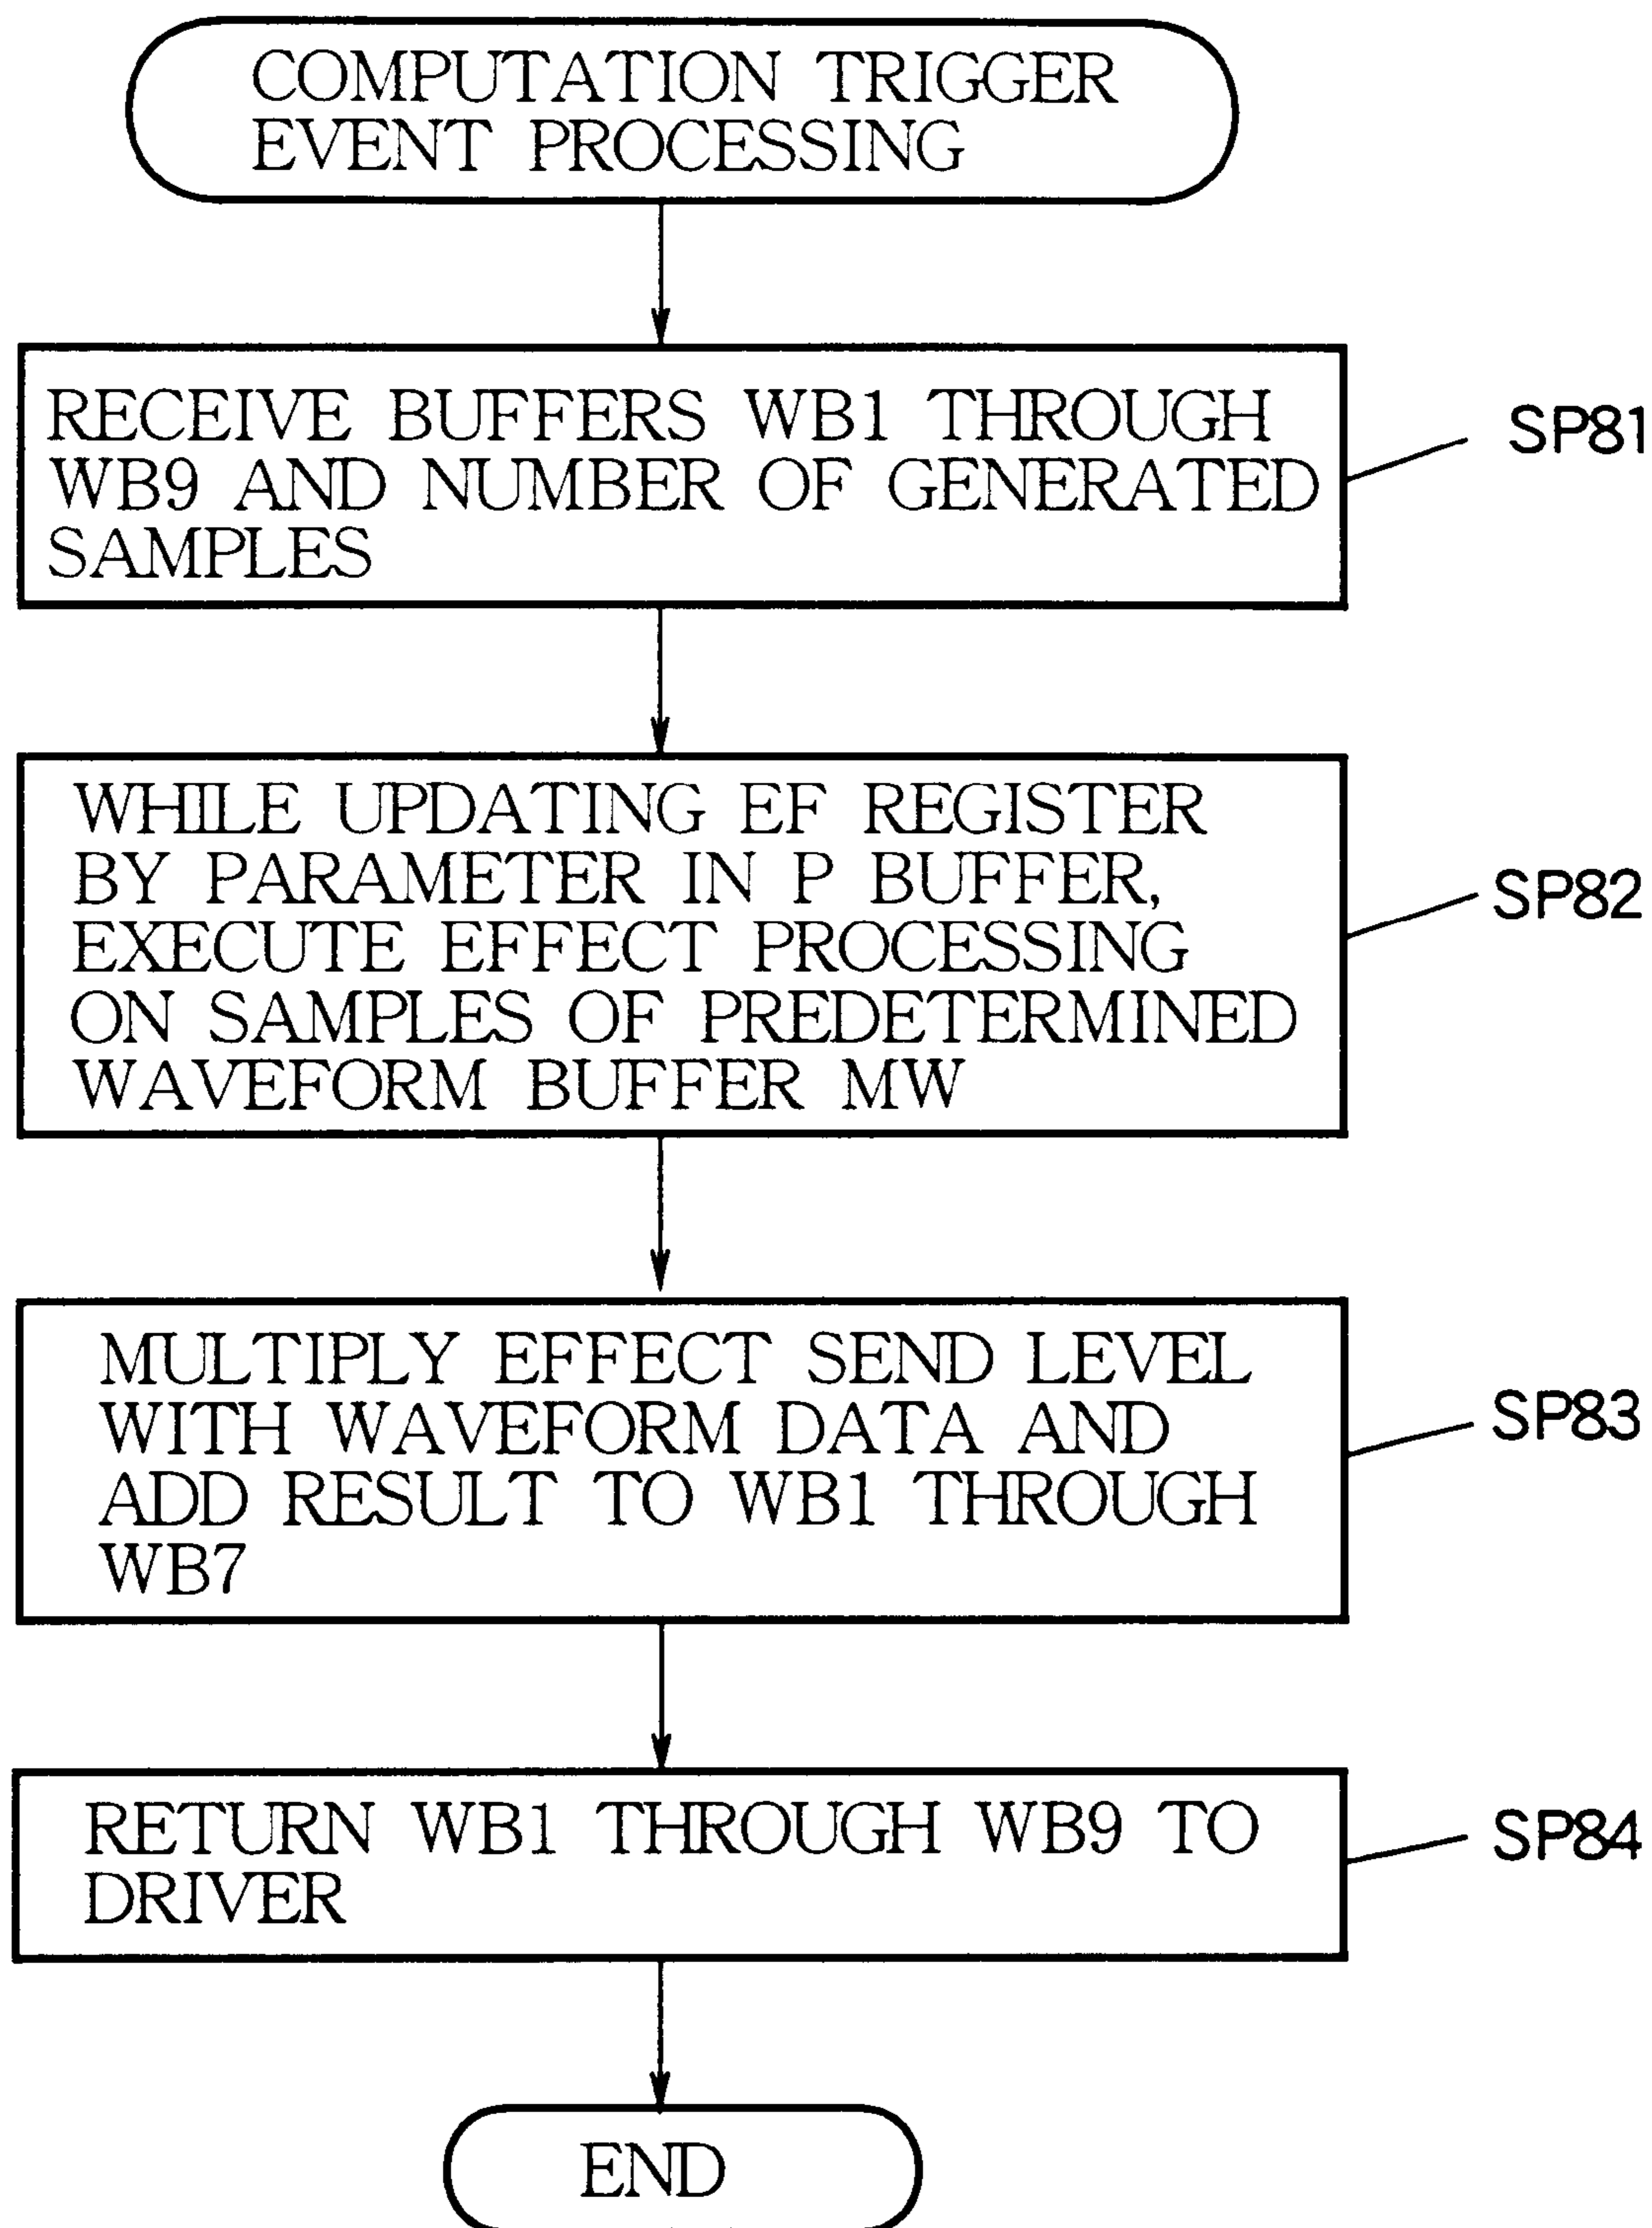 COMPUTATION TRIGGER
EVENT PROCESSING
RECEIVE BUFFERS WB1 THROUGH
WB9 AND NUMBER OF GENERATED
SAMPLES
SP81
WHILE UPDATING EF REGISTER
BY PARAMETER IN P BUFFER,
EXECUTE EFFECT PROCESSING
ON SAMPLES OF PREDETERMINED
WAVEFORM BUFFER MW
SP82
MULTIPLY EFFECT SEND LEVEL
WITH WAVEFORM DATA AND
ADD RESULT TO WB1 THROUGH
WB7
SP83
RETURN WB1 THROUGH WB9 TO
DRIVER
SP84
END